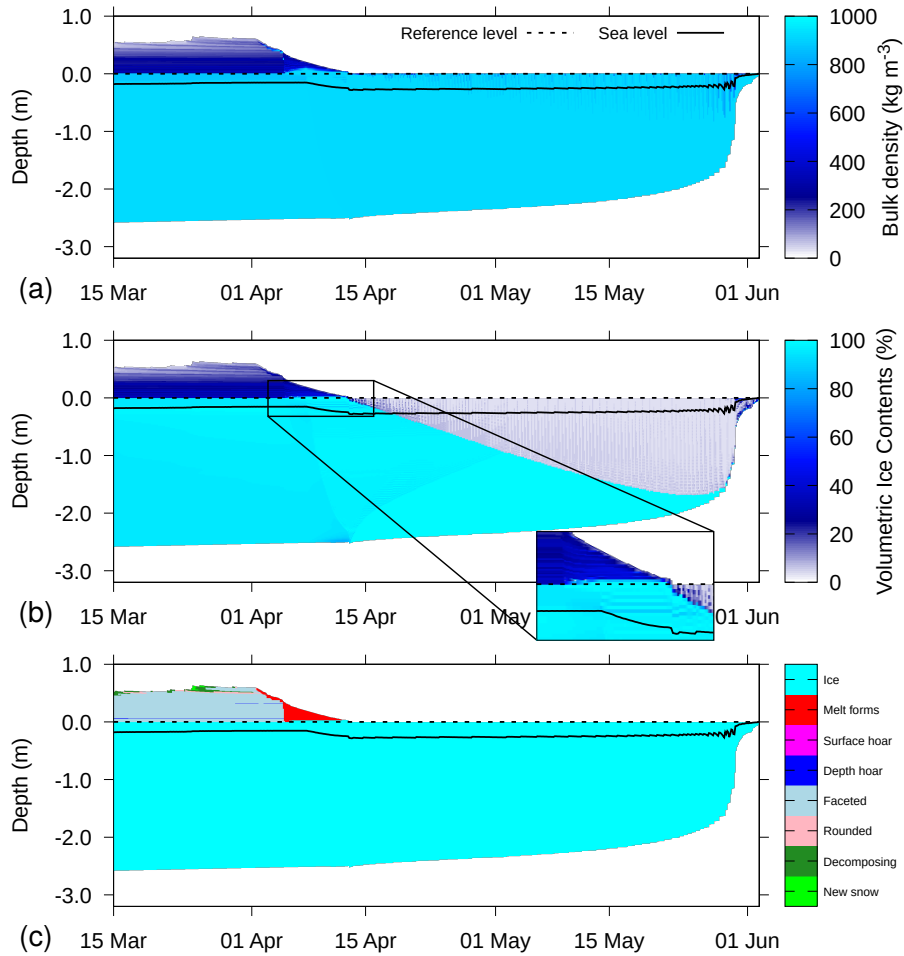 1.0
0.0
-1.0
-2.0
-3.0
Depth (m)
Reference level
Sea level
1000
800
600
400
200
0
Bulk density (kg m-3)
(a)
15 Mar 01 Apr 15 Apr 01 May 15 May 01 Jun
1.0
0.0
-1.0
-2.0
-3.0
Depth (m)
100
80
60
40
20
0
Volumetric Ice Contents (%)
(b)
15 Mar 01 Apr 15 Apr 01 May 15 May 01 Jun
1.0
0.0
-1.0
-2.0
-3.0
Depth (m)
Ice
Melt forms
Surface hoar
Depth hoar
Faceted
Rounded
Decomposing
New snow
(c)
15 Mar 01 Apr 15 Apr 01 May 15 May 01 Jun